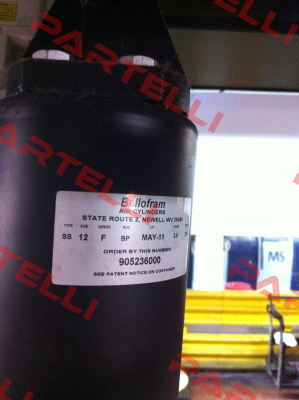 PARTELLI
Bellofram
AIR CYLINDERS
STATE ROUTE 2, NEWELL WV
TYPE SIZE SERIES ROD LOT
SS 12 F BP MAY-11
ORDER BY THIS NUMBER
905236000
SEE PATENT NOTICE ON CONTAINER
MS
PARTELLI
PARTELLI